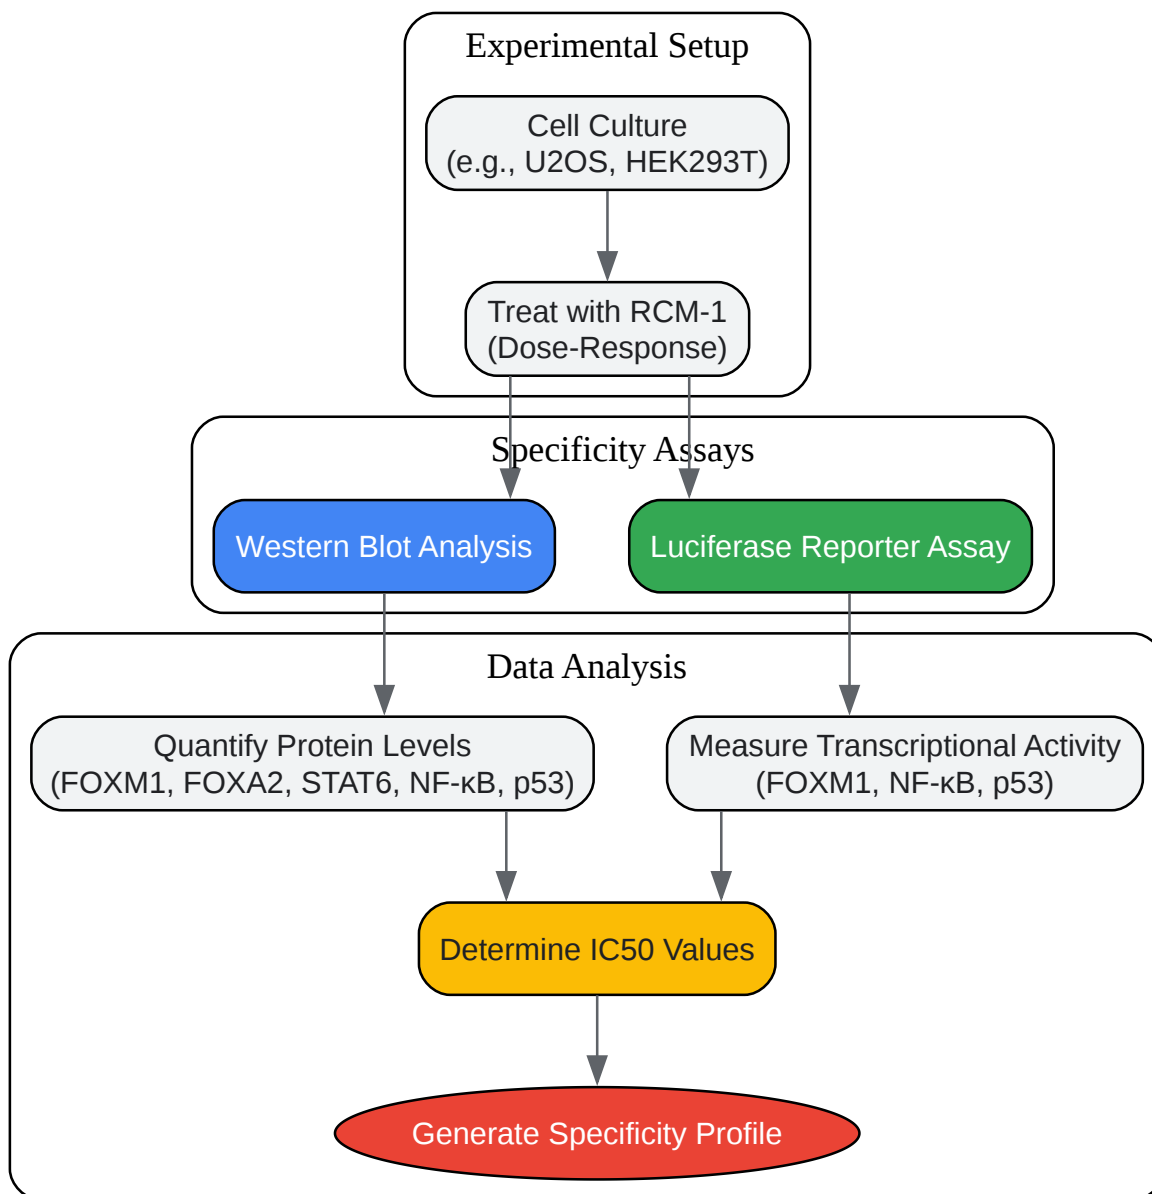 Experimental Setup
Cell Culture
(e.g., U2OS, HEK293T)
Treat with RCM-1
(Dose-Response)
Specificity Assays
Western Blot Analysis
Luciferase Reporter Assay
Data Analysis
Quantify Protein Levels
(FOXM1, FOXA2, STAT6, NF-κB, p53)
Measure Transcriptional Activity
(FOXM1, NF-κB, p53)
Determine IC50 Values
Generate Specificity Profile